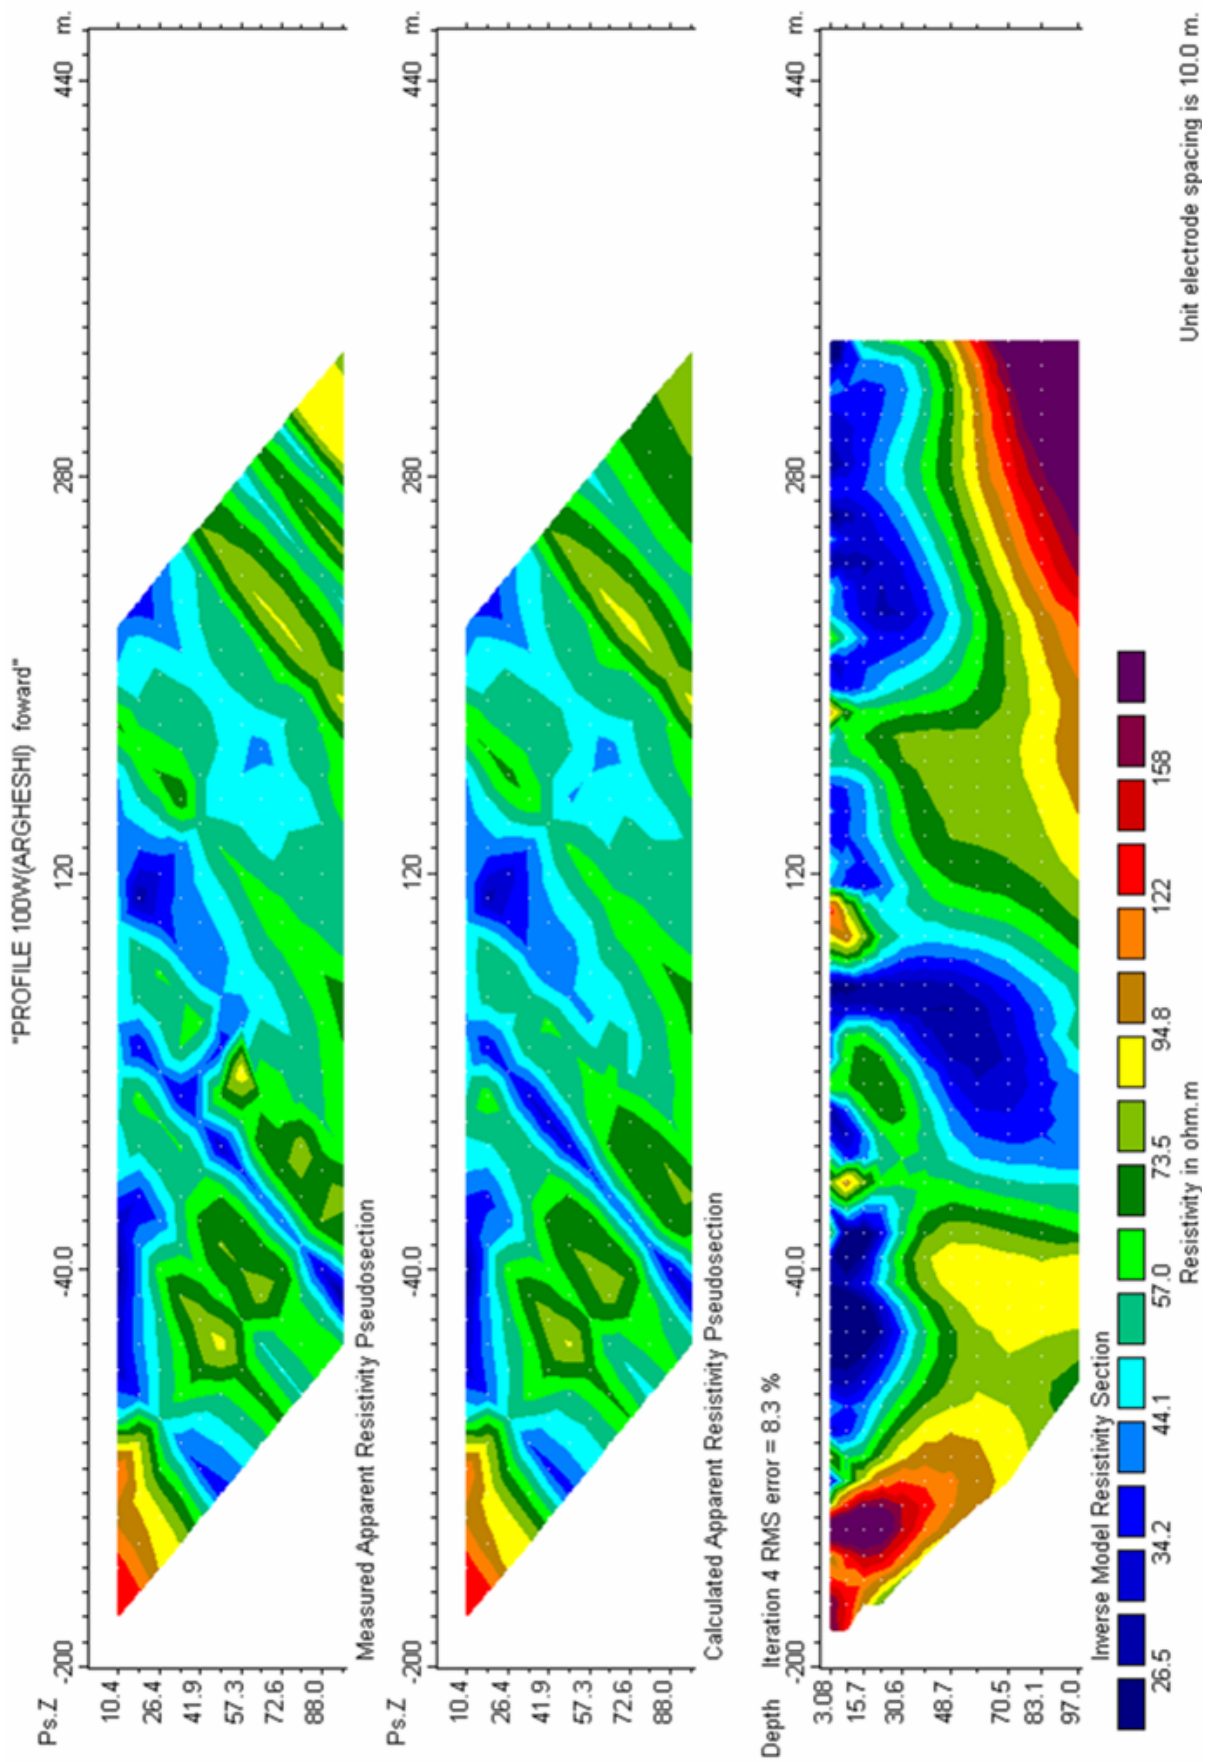 "PROFILE 100W(ARGHESHI) foward"
Ps.Z -200 -40.0 120 280 440 m.
10.4
26.4
41.9
57.3
72.6
88.0
Measured Apparent Resistivity Pseudosection
Ps.Z -200 -40.0 120 280 440 m.
10.4
26.4
41.9
57.3
72.6
88.0
Calculated Apparent Resistivity Pseudosection
Depth Iteration 4 RMS error = 8.3 %
-200 -40.0 120 280 440 m.
3.08
15.7
30.6
48.7
70.5
83.1
97.0
Inverse Model Resistivity Section
26.5 34.2 44.1 57.0 73.5 94.8 122 158
Resistivity in ohm.m
Unit electrode spacing is 10.0 m.